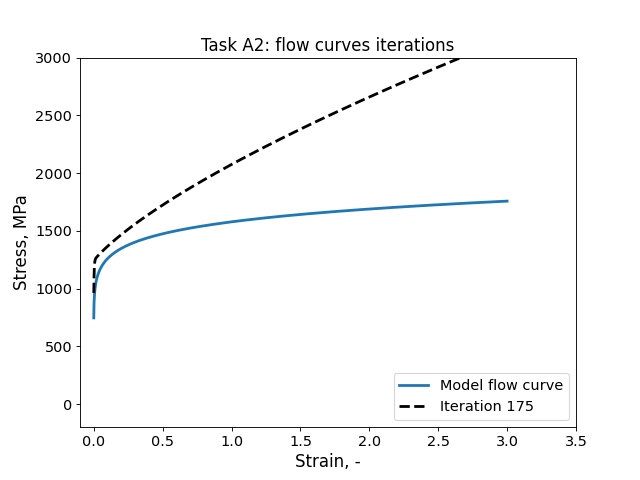 Task A2: flow curves iterations
3000
2500
2000
1500
1000
500
0
Stress, MPa
0.0 0.5 1.0 1.5 2.0 2.5 3.0 3.5
Strain, -
Model flow curve
Iteration 175